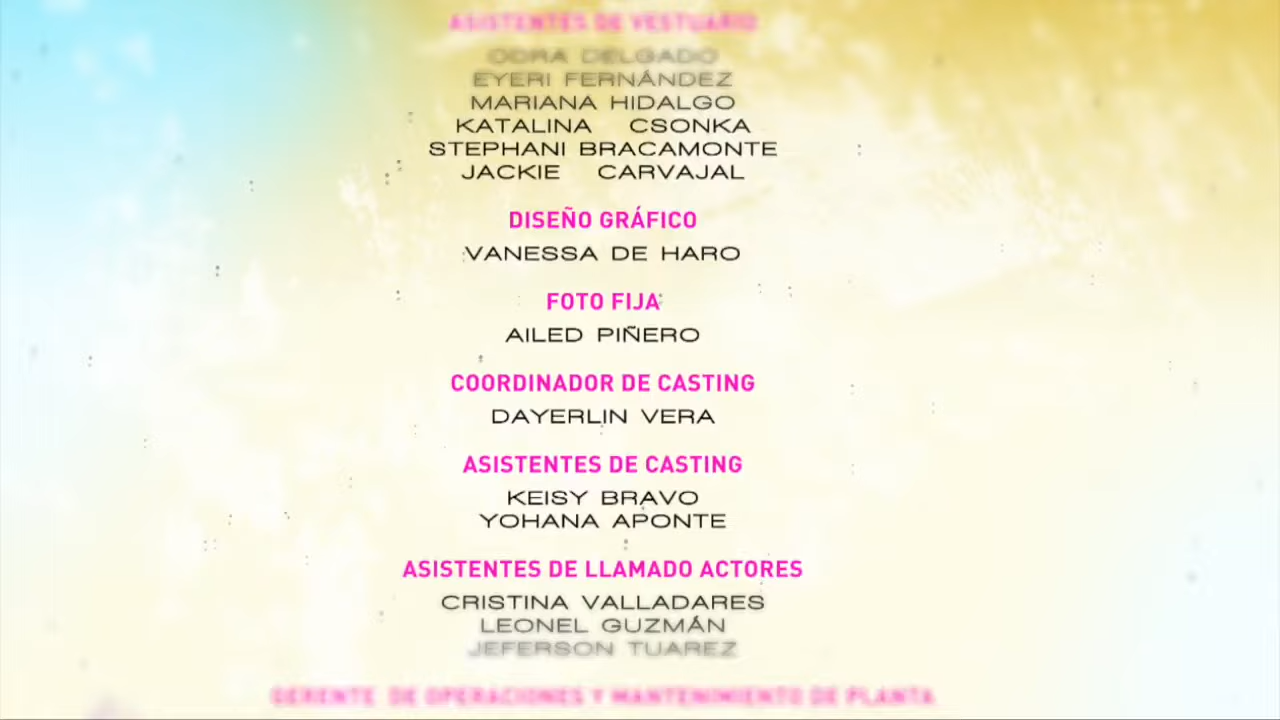 ASISTENTES DE VESTUARIO
ODRA DELGADO
EYERI FERNÁNDEZ
MARIANA HIDALGO
KATALINA CSONKA
STEPHANI BRACAMONTE
JACKIE CARVAJAL
DISEÑO GRÁFICO
VANESSA DE HARO
FOTO FIJA
AILED PIÑERO
COORDINADOR DE CASTING
DAYERLIN VERA
ASISTENTES DE CASTING
KEISY BRAVO
YOHANA APONTE
ASISTENTES DE LLAMADO ACTORES
CRISTINA VALLADARES
LEONEL GUZMÁN
JEFERSON TUAREZ
GERENTE DE OPERACIONES Y MANTENIMIENTO DE PLANTA